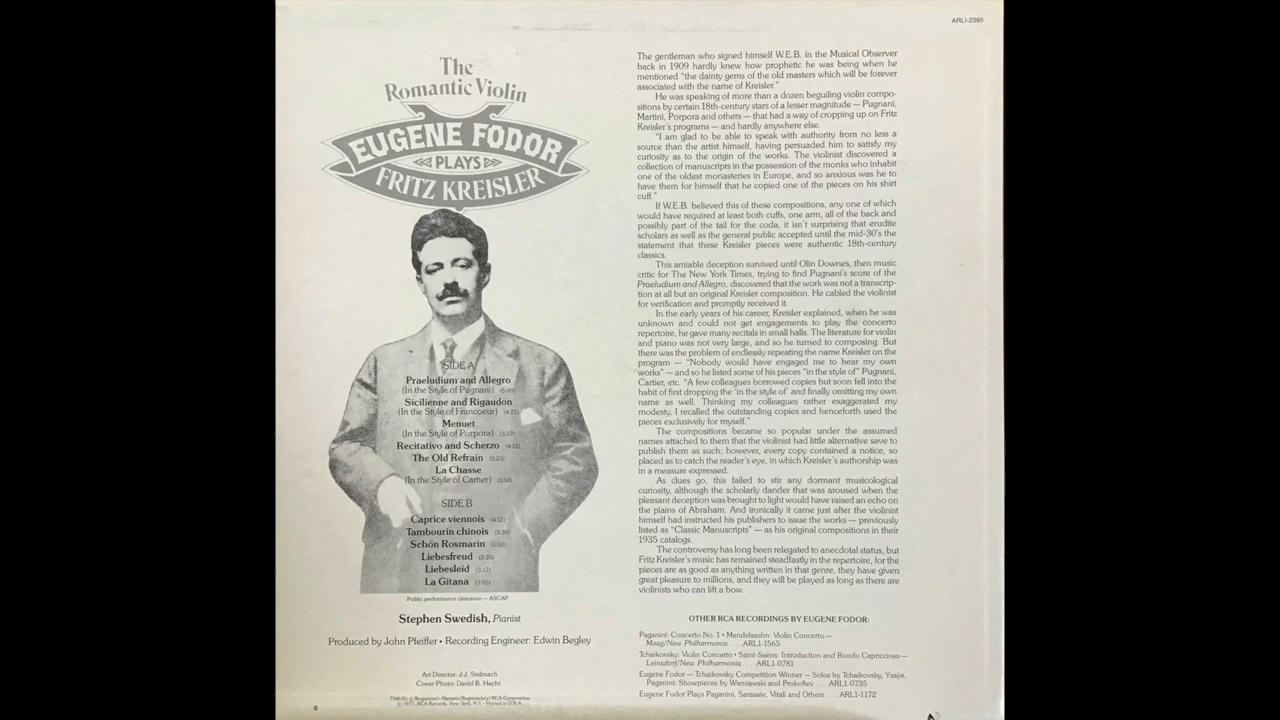 ARL1-2365
The
Romantic Violin
EUGENE FODOR
PLAYS
FRITZ KREISLER
SIDE A
Praeludium and Allegro
(In the Style of Pugnani)
Sicilienne and Rigaudon
(In the Style of Francoeur) (4:25)
Menuet
(In the Style of Porpora) (3:37)
Recitativo and Scherzo (4:21)
The Old Refrain (3:23)
La Chasse
(In the Style of Cartier) (1:58)
SIDE B
Caprice viennois (4:12)
Tambourin chinois (3:30)
Schön Rosmarin
Liebesfreud (3:20)
Liebesleid (3:17)
La Gitana (3:05)
Public performance clearance — ASCAP
Stephen Swedish, Pianist
Produced by John Pfeiffer • Recording Engineer: Edwin Begley
Art Director: J.J. Stelmach
Cover Photo: David B. Hecht
TMK(S) ® Registered • Marca(s) Registrada(s) RCA Corporation
© 1977, RCA Records, New York, N.Y. • Printed in U.S.A.
6
The gentleman who signed himself W.E.B. in the Musical Observer
back in 1909 hardly knew how prophetic he was being when he
mentioned "the dainty gems of the old masters which will be forever
associated with the name of Kreisler."
He was speaking of more than a dozen beguiling violin compo-
sitions by certain 18th-century stars of a lesser magnitude — Pugnani,
Martini, Porpora and others — that had a way of cropping up on Fritz
Kreisler's programs — and hardly anywhere else.
"I am glad to be able to speak with authority from no less a
source than the artist himself, having persuaded him to satisfy my
curiosity as to the origin of the works. The violinist discovered a
collection of manuscripts in the possession of the monks who inhabit
one of the oldest monasteries in Europe, and so anxious was he to
have them for himself that he copied one of the pieces on his shirt
cuff."
If W.E.B. believed this of these compositions, any one of which
would have required at least both cuffs, one arm, all of the back and
possibly part of the tail for the coda, it isn't surprising that erudite
scholars as well as the general public accepted until the mid-30's the
statement that these Kreisler pieces were authentic 18th-century
classics.
This amiable deception survived until Olin Downes, then music
critic for The New York Times, trying to find Pugnani's score of the
Praeludium and Allegro, discovered that the work was not a transcrip-
tion at all but an original Kreisler composition. He cabled the violinist
for verification and promptly received it.
In the early years of his career, Kreisler explained, when he was
unknown and could not get engagements to play the concerto
repertoire, he gave many recitals in small halls. The literature for violin
and piano was not very large, and so he turned to composing. But
there was the problem of endlessly repeating the name Kreisler on the
program — "Nobody would have engaged me to hear my own
works" — and so he listed some of his pieces "in the style of" Pugnani,
Cartier, etc. "A few colleagues borrowed copies but soon fell into the
habit of first dropping the 'in the style of' and finally omitting my own
name as well. Thinking my colleagues rather exaggerated my
modesty, I recalled the outstanding copies and henceforth used the
pieces exclusively for myself."
The compositions became so popular under the assumed
names attached to them that the violinist had little alternative save to
publish them as such; however, every copy contained a notice, so
placed as to catch the reader's eye, in which Kreisler's authorship was
in a measure expressed.
As clues go, this failed to stir any dormant musicological
curiosity, although the scholarly dander that was aroused when the
pleasant deception was brought to light would have raised an echo on
the plains of Abraham. And ironically it came just after the violinist
himself had instructed his publishers to issue the works — previously
listed as "Classic Manuscripts" — as his original compositions in their
1935 catalogs.
The controversy has long been relegated to anecdotal status, but
Fritz Kreisler's music has remained steadfastly in the repertoire, for the
pieces are as good as anything written in that genre, they have given
great pleasure to millions, and they will be played as long as there are
violinists who can lift a bow.
OTHER RCA RECORDINGS BY EUGENE FODOR:
Paganini: Concerto No. 1 • Mendelssohn: Violin Concerto —
Maag/New Philharmonia . . . . ARL1-1565
Tchaikovsky: Violin Concerto • Saint-Saëns: Introduction and Rondo Capriccioso —
Leinsdorf/New Philharmonia . . . . ARL1-0781
Eugene Fodor — Tchaikovsky Competition Winner — Solos by Tchaikovsky, Ysaÿe,
Paganini; Showpieces by Wieniawski and Prokofiev . . . . ARL1-0735
Eugene Fodor Plays Paganini, Sarasate, Vitali and Others . . . . ARL1-1172